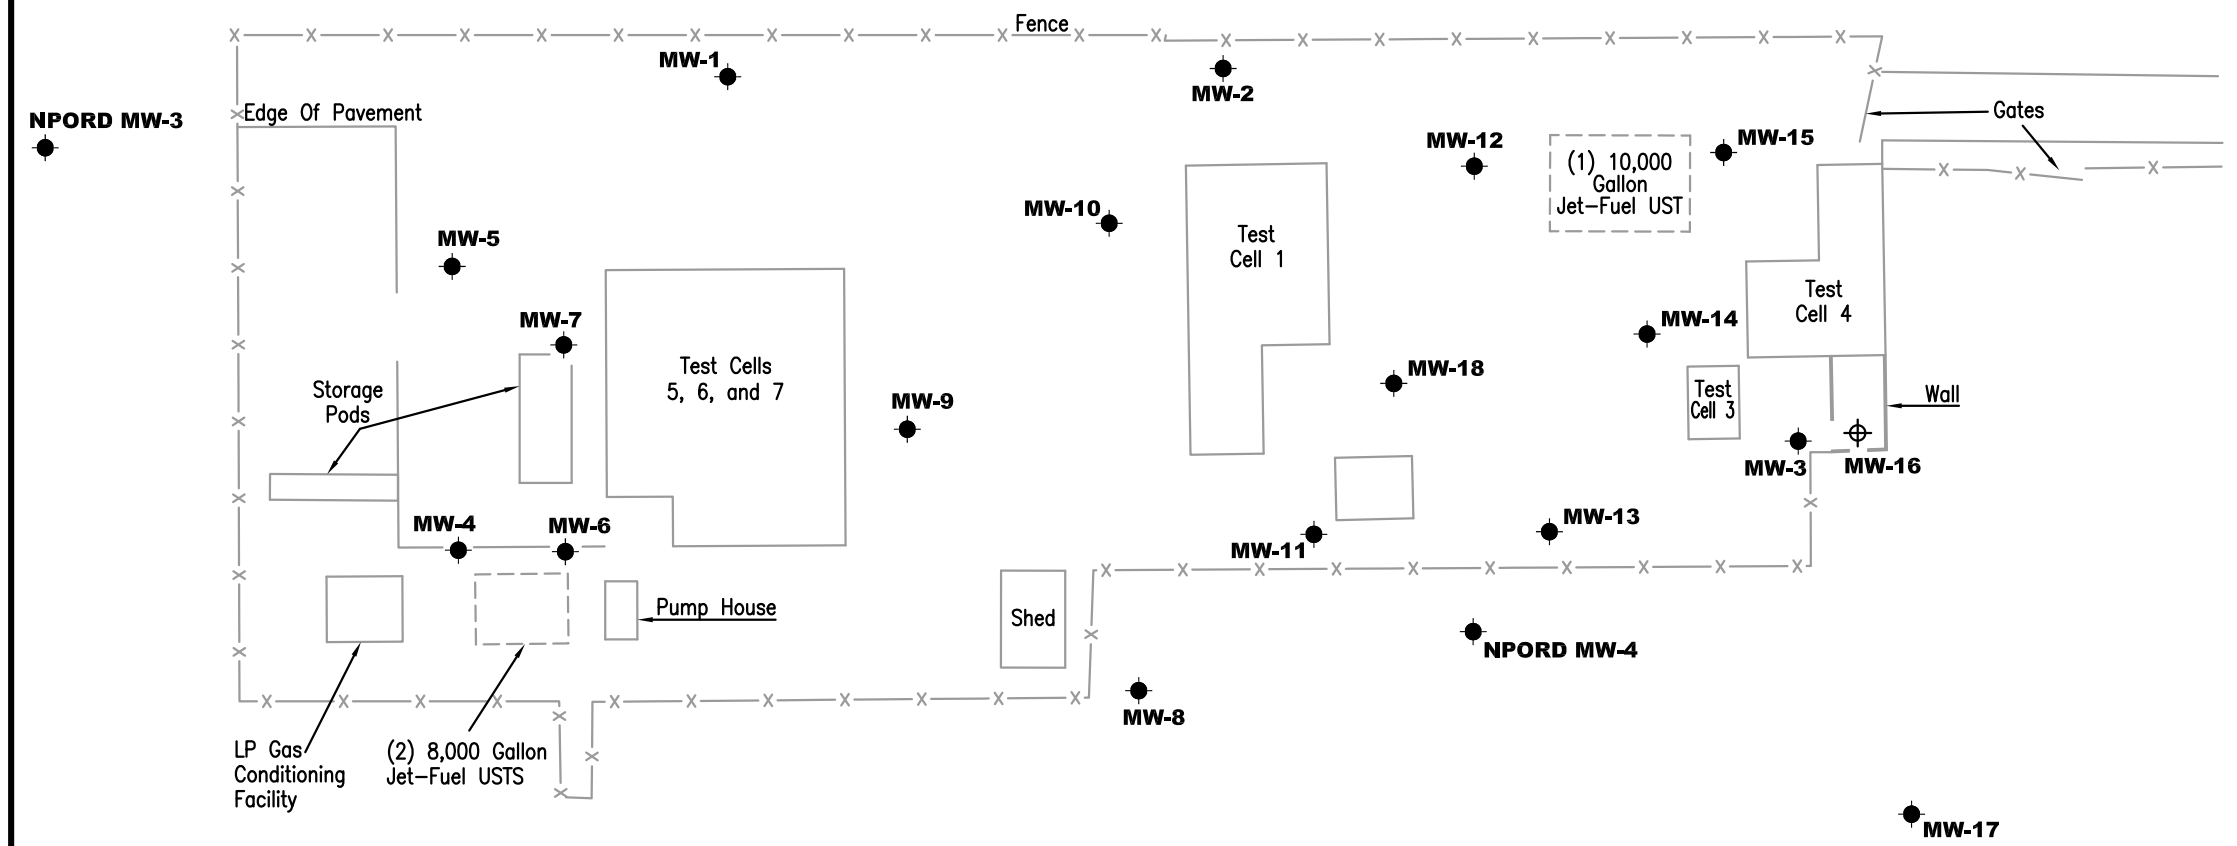 Fence
MW-1
MW-2
Edge Of Pavement
NPORD MW-3
Gates
MW-12
MW-15
(1) 10,000
Gallon
Jet-Fuel UST
MW-10
MW-5
Test
Cell 1
MW-7
Test
Cell 4
MW-14
Test Cells
5, 6, and 7
Storage
Pods
MW-18
MW-9
Test
Cell 3
Wall
MW-3
MW-16
MW-4
MW-6
MW-13
MW-11
Pump House
Shed
NPORD MW-4
MW-8
LP Gas
Conditioning
Facility
(2) 8,000 Gallon
Jet-Fuel USTS
MW-17